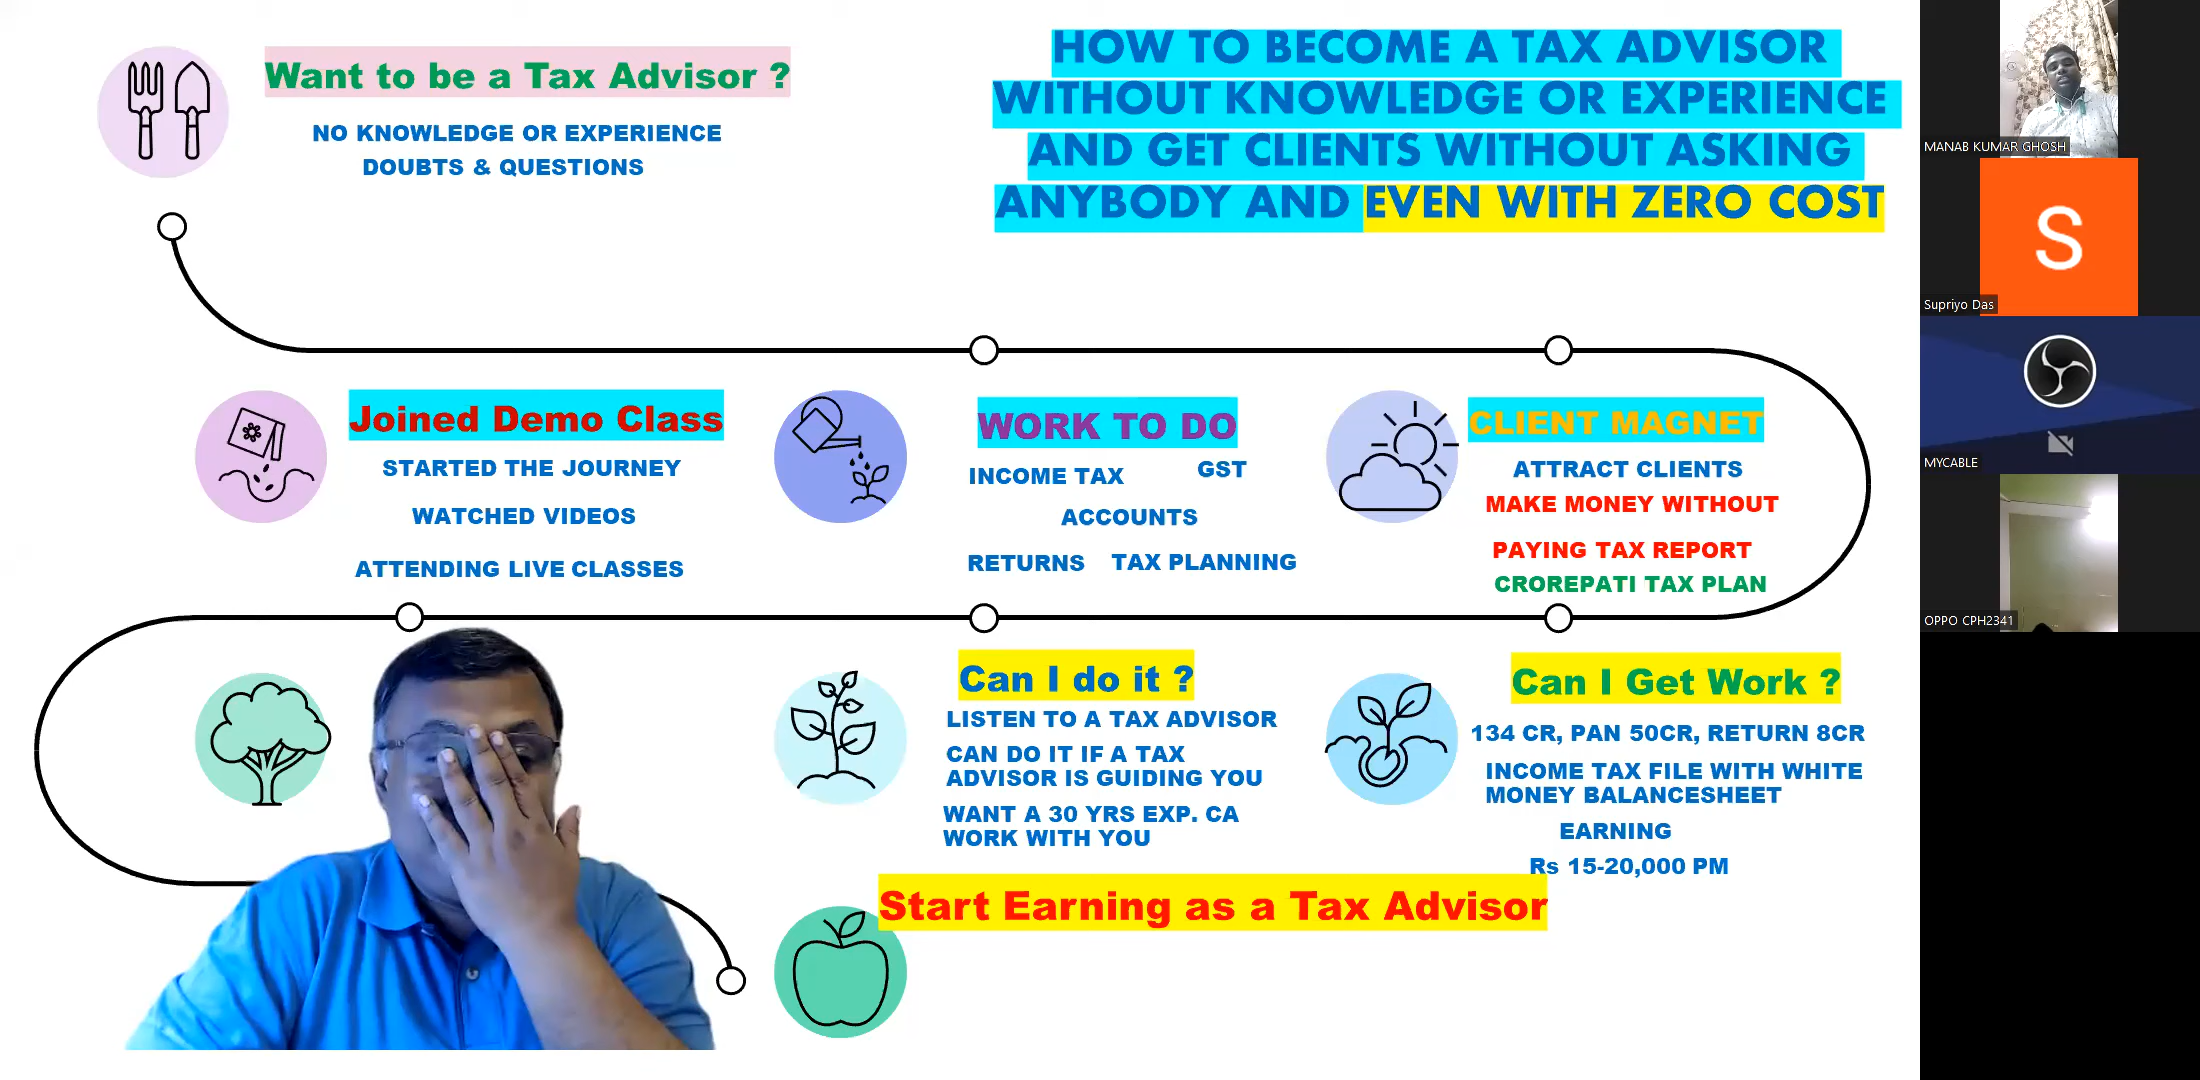 Want to be a Tax Advisor ?
NO KNOWLEDGE OR EXPERIENCE
DOUBTS & QUESTIONS
HOW TO BECOME A TAX ADVISOR
WITHOUT KNOWLEDGE OR EXPERIENCE
AND GET CLIENTS WITHOUT ASKING
ANYBODY AND EVEN WITH ZERO COST
Joined Demo Class
STARTED THE JOURNEY
WATCHED VIDEOS
ATTENDING LIVE CLASSES
WORK TO DO
INCOME TAX GST
ACCOUNTS
RETURNS TAX PLANNING
CLIENT MAGNET
ATTRACT CLIENTS
MAKE MONEY WITHOUT
PAYING TAX REPORT
CROREPATI TAX PLAN
Can I do it ?
LISTEN TO A TAX ADVISOR
CAN DO IT IF A TAX
ADVISOR IS GUIDING YOU
WANT A 30 YRS EXP. CA
WORK WITH YOU
Can I Get Work ?
134 CR, PAN 50CR, RETURN 8CR
INCOME TAX FILE WITH WHITE
MONEY BALANCESHEET
EARNING
Rs 15-20,000 PM
Start Earning as a Tax Advisor
MANAB KUMAR GHOSH
S
Supriyo Das
MYCABLE
OPPO CPH2341